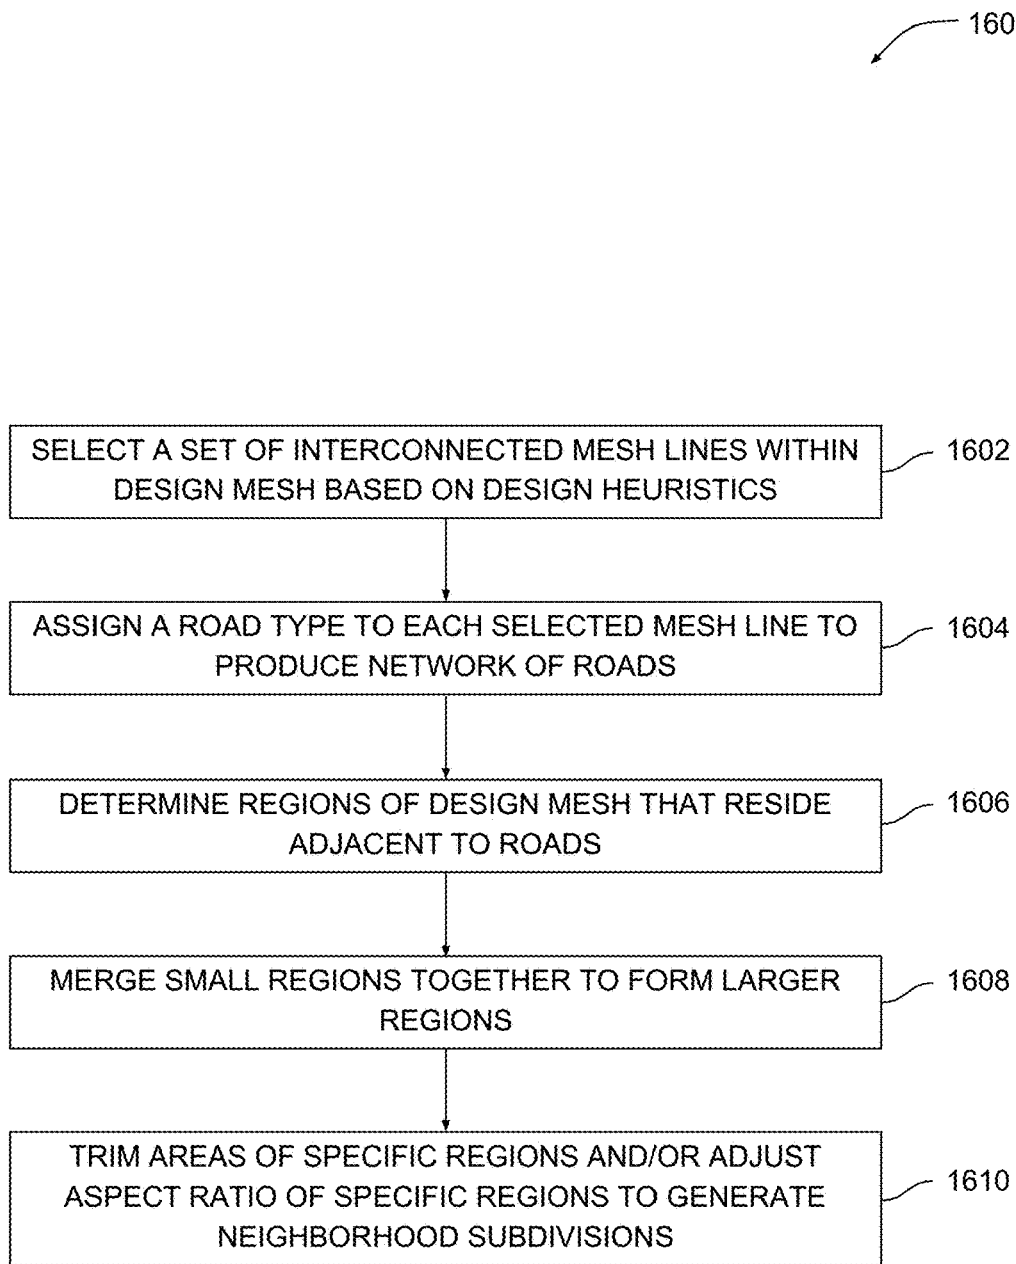 160
SELECT A SET OF INTERCONNECTED MESH LINES WITHIN
DESIGN MESH BASED ON DESIGN HEURISTICS
1602
ASSIGN A ROAD TYPE TO EACH SELECTED MESH LINE TO
PRODUCE NETWORK OF ROADS
1604
DETERMINE REGIONS OF DESIGN MESH THAT RESIDE
ADJACENT TO ROADS
1606
MERGE SMALL REGIONS TOGETHER TO FORM LARGER
REGIONS
1608
TRIM AREAS OF SPECIFIC REGIONS AND/OR ADJUST
ASPECT RATIO OF SPECIFIC REGIONS TO GENERATE
NEIGHBORHOOD SUBDIVISIONS
1610